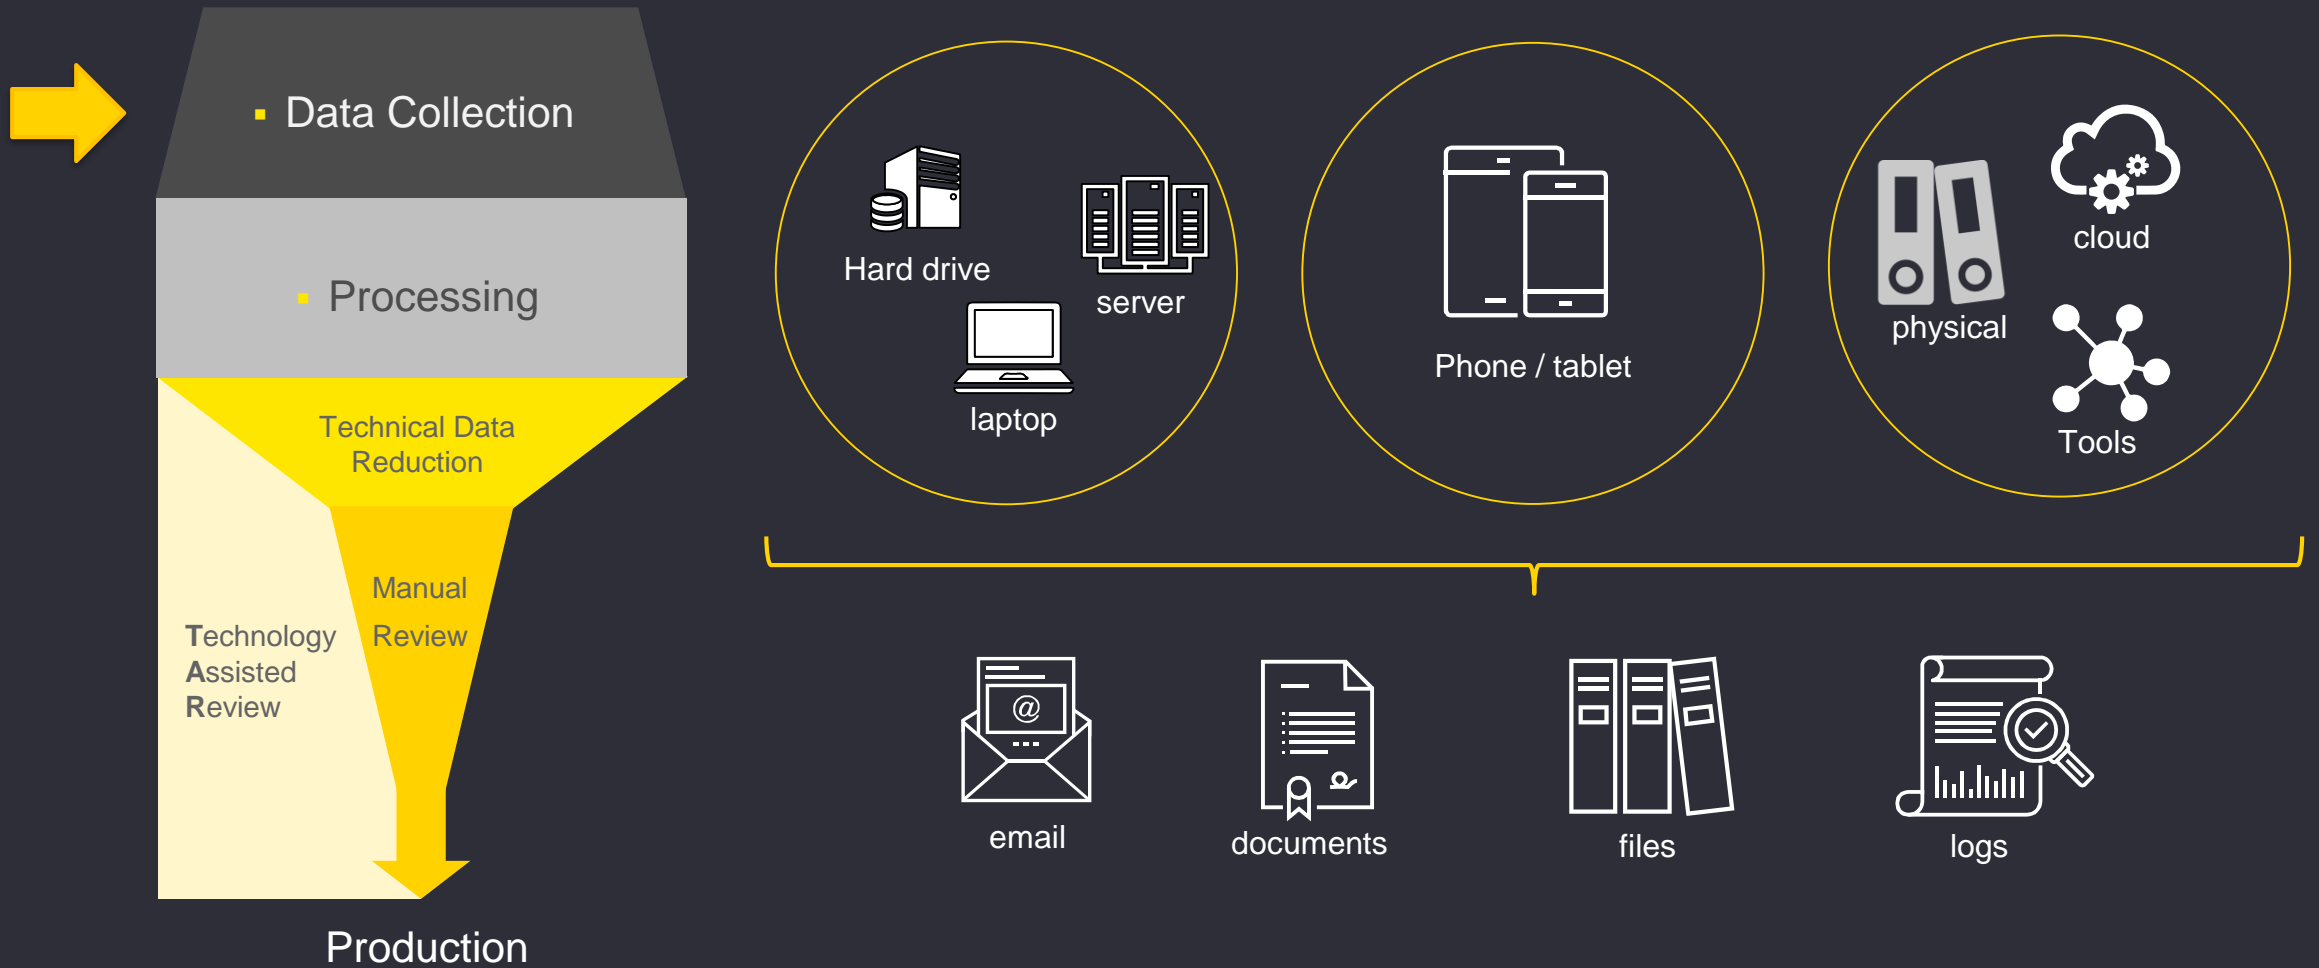 Data Collection
Processing
Technical Data
Reduction
Manual
Review
Technology
Assisted
Review
Production
Hard drive
server
laptop
Phone / tablet
physical
cloud
Tools
@
email
documents
files
logs